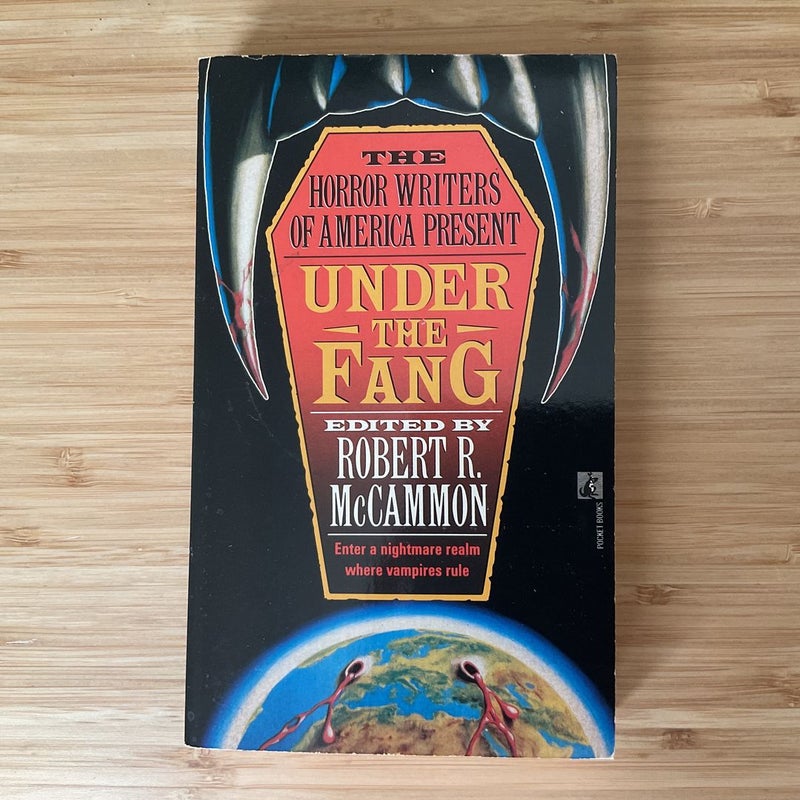 THE
HORROR WRITERS
OF AMERICA PRESENT
UNDER
THE
FANG
EDITED BY
ROBERT R.
McCAMMON
Enter a nightmare realm
where vampires rule
POCKET BOOKS